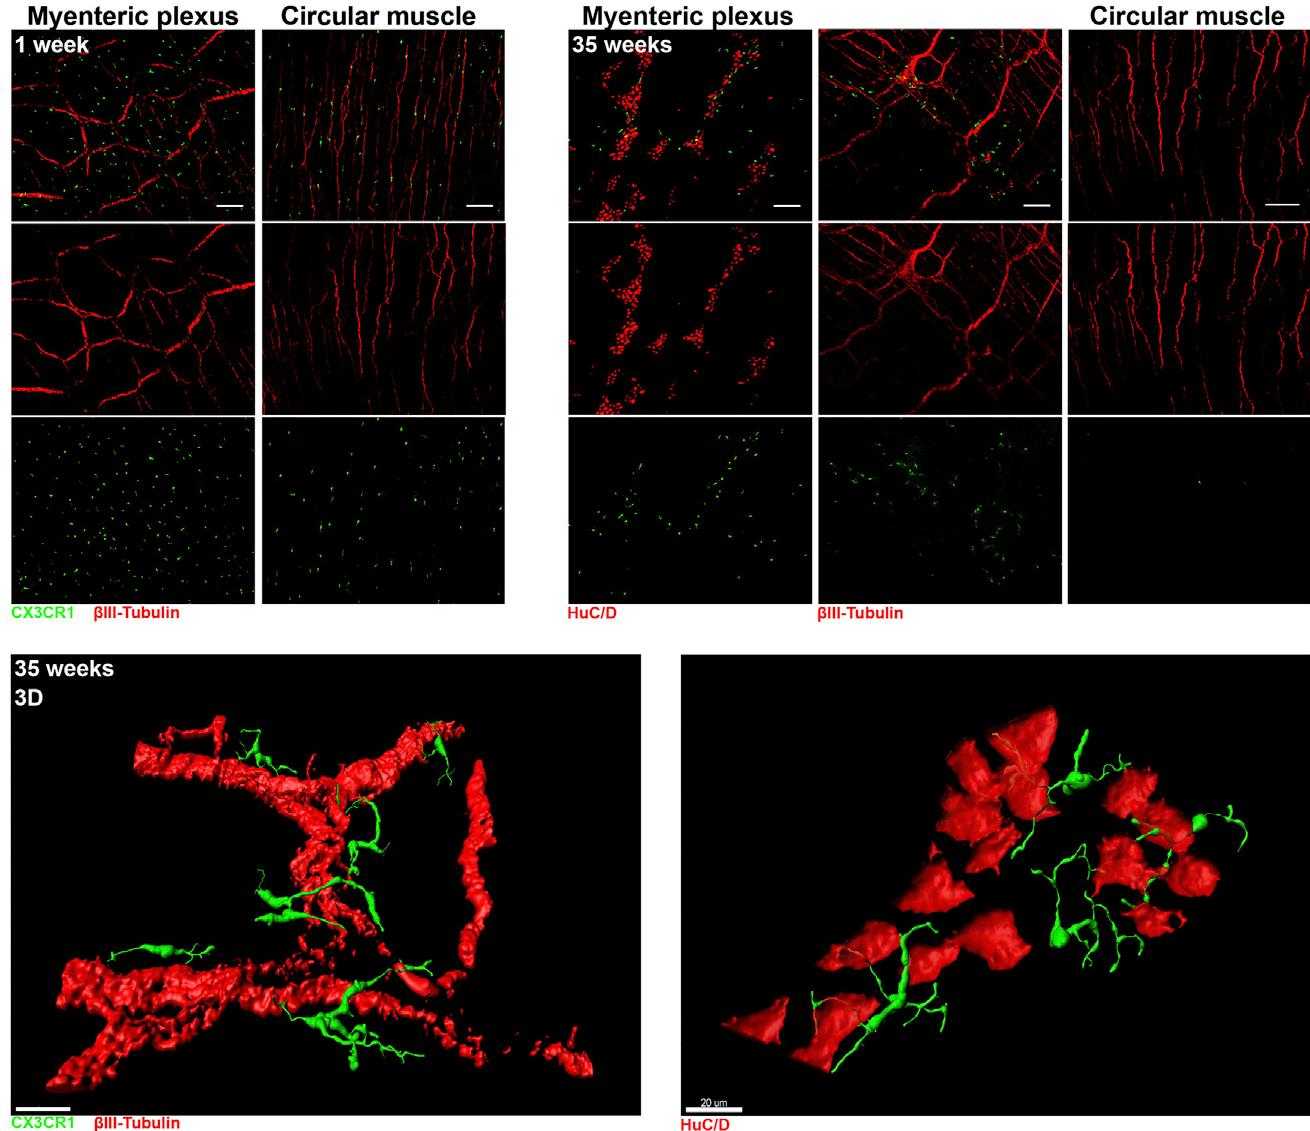 Myenteric plexus Circular muscle Myenteric plexus Circular muscle
1 week 35 weeks
CX3CR1 βIII-Tubulin HuC/D βIII-Tubulin
35 weeks
3D
20 um
CX3CR1 βIII-Tubulin HuC/D